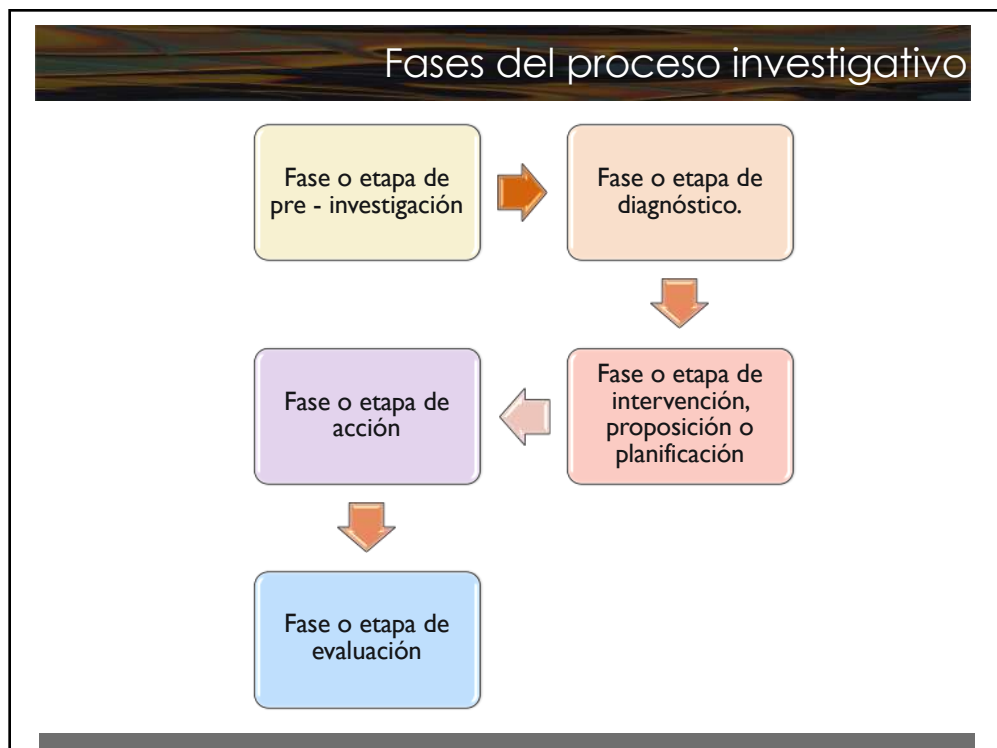 Fases del proceso investigativo
Fase o etapa de
pre - investigación
Fase o etapa de
diagnóstico.
Fase o etapa de
intervención,
proposición o
planificación
Fase o etapa de
acción
Fase o etapa de
evaluación